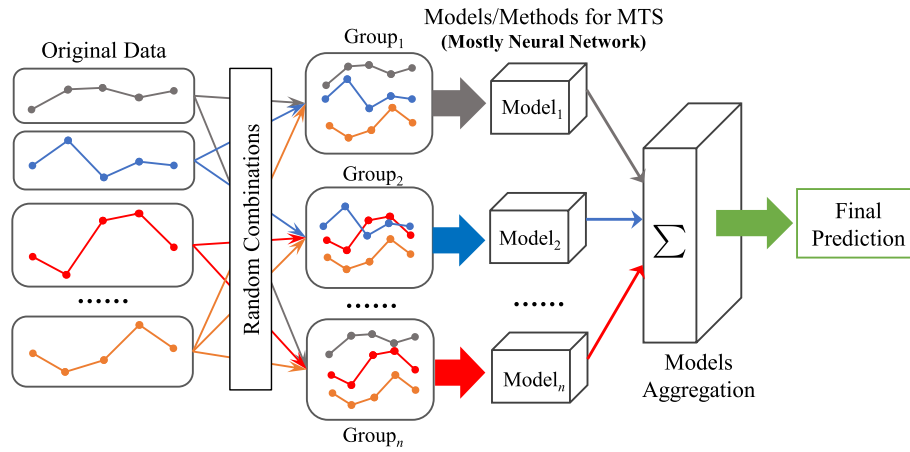 Original Data
Random Combinations
Models/Methods for MTS
(Mostly Neural Network)
Group1
Group2
......
Groupn
......
Model1
Model2
......
Modeln
∑
Models
Aggregation
Final
Prediction